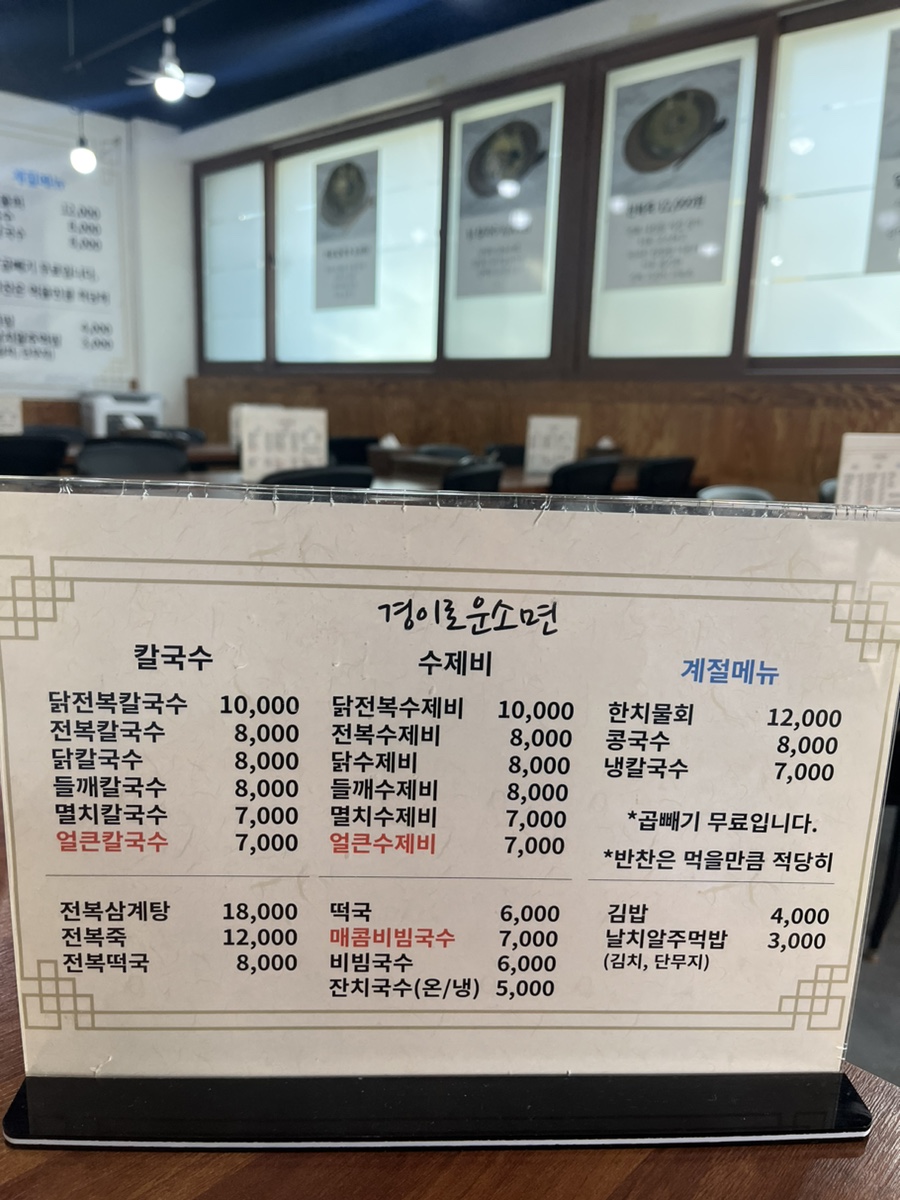 계절메뉴
12,000
8,000
8,000
경이로운소면
칼국수
닭전복칼국수 10,000
전복칼국수 8,000
닭칼국수 8,000
들깨칼국수 8,000
멸치칼국수 7,000
얼큰칼국수 7,000
전복삼계탕 18,000
전복죽 12,000
전복떡국 8,000
수제비
닭전복수제비 10,000
전복수제비 8,000
닭수제비 8,000
들깨수제비 8,000
멸치수제비 7,000
얼큰수제비 7,000
떡국 6,000
매콤비빔국수 7,000
비빔국수 6,000
잔치국수(온/냉) 5,000
계절메뉴
한치물회 12,000
콩국수 8,000
냉칼국수 7,000
*곱빼기 무료입니다.
*반찬은 먹을만큼 적당히
김밥 4,000
날치알주먹밥 3,000
(김치, 단무지)